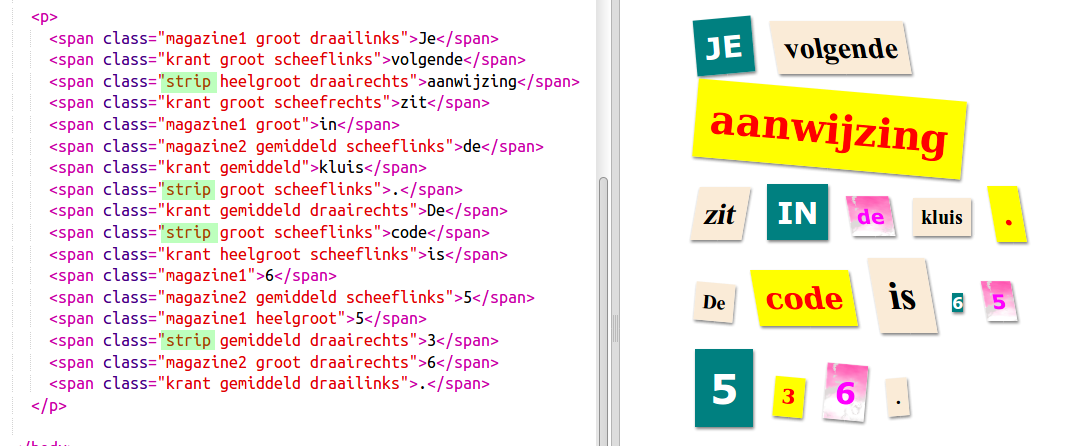 <p>
<span class="magazine1 groot draailinks">Je</span>
<span class="krant groot scheeflinks">volgende</span>
<span class="strip heelgroot draairechts">aanwijzing</span>
<span class="krant groot scheefrechts">zit</span>
<span class="magazine1 groot">in</span>
<span class="magazine2 gemiddeld scheeflinks">de</span>
<span class="krant gemiddeld">kluis</span>
<span class="strip groot scheeflinks">.</span>
<span class="krant gemiddeld draairechts">De</span>
<span class="strip groot scheeflinks">code</span>
<span class="krant heelgroot scheeflinks">is</span>
<span class="magazine1">6</span>
<span class="magazine2 gemiddeld scheeflinks">5</span>
<span class="magazine1 heelgroot">5</span>
<span class="strip gemiddeld draairechts">3</span>
<span class="magazine2 groot draairechts">6</span>
<span class="krant gemiddeld draailinks">.</span>
</p>
JE volgende
aanwijzing
zit IN de kluis .
De code is 6 5
5 3 6 .